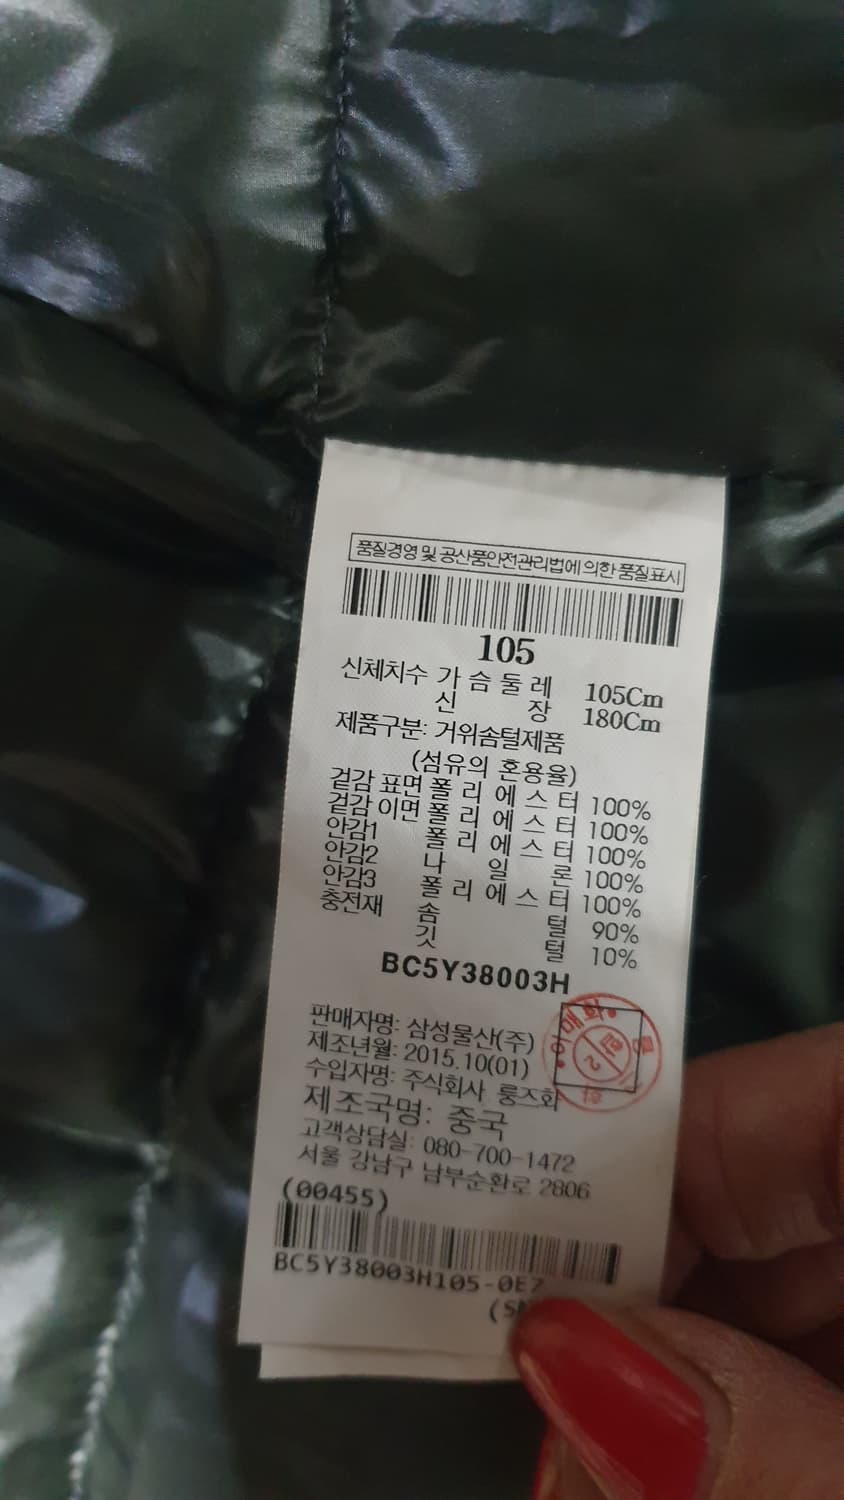 품질경영 및 공산품안전관리법에 의한 품질표시
105
신체치수 가 슴 둘 레 105Cm
신 장 180Cm
제품구분: 거위솜털제품
(섬유의 혼용율)
겉감 표면 폴 리 에 스 터 100%
겉감 이면 폴 리 에 스 터 100%
안감1 폴 리 에 스 터 100%
안감2 나 일 론 100%
안감3 폴 리 에 스 터 100%
충전재 솜 털 90%
깃 털 10%
BC5Y38003H
판매자명: 삼성물산(주)
제조년월: 2015.10(01)
수입자명: 주식회사 룽즈화
제조국명: 중국
고객상담실: 080-700-1472
서울 강남구 남부순환로 2806
(00455)
BC5Y38003H105-0E7